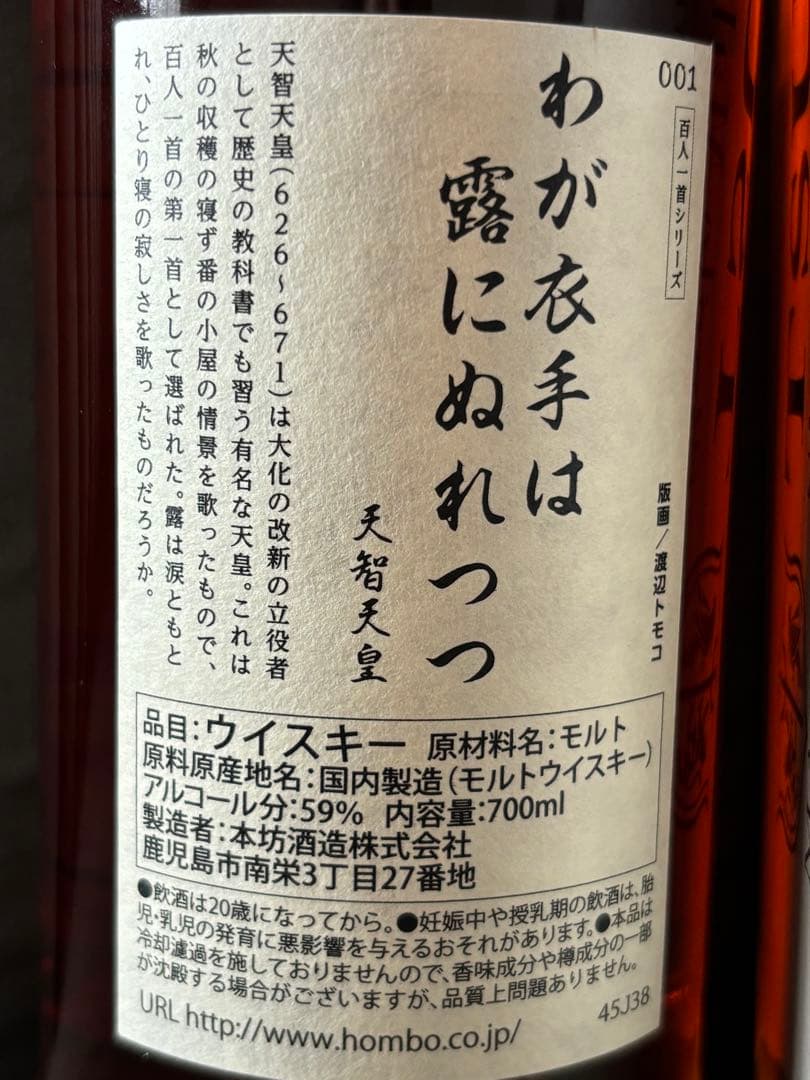 001
百人一首シリーズ
版画/渡辺トモコ
わが衣手は
露にぬれつつ
天智天皇
天智天皇(626~671)は大化の改新の立役者
として歴史の教科書でも習う有名な天皇。これは
秋の収穫の寝ず番の小屋の情景を歌ったもので、
百人一首の第一首として選ばれた。露は涙ともと
れ、ひとり寝の寂しさを歌ったものだろうか。
品目:ウイスキー 原材料名:モルト
原料原産地名:国内製造(モルトウイスキー)
アルコール分:59% 内容量:700ml
製造者:本坊酒造株式会社
鹿児島市南栄3丁目27番地
●飲酒は20歳になってから。●妊娠中や授乳期の飲酒は、胎
児・乳児の発育に悪影響を与えるおそれがあります。●本品は
冷却濾過を施しておりませんので、香味成分や樽成分の一部
が沈殿する場合がございますが、品質上問題ありません。
URL http://www.hombo.co.jp/
45J38